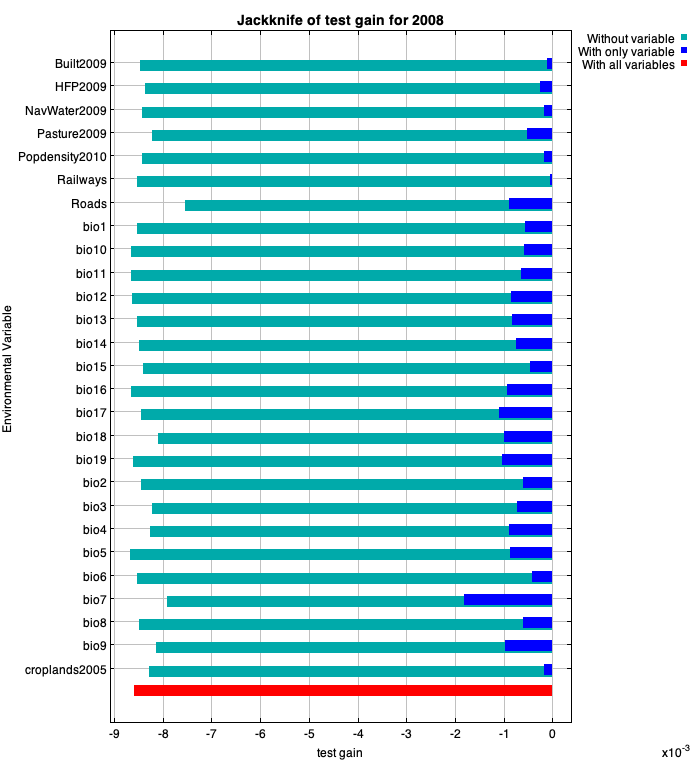 Jackknife of test gain for 2008
Without variable
With only variable
With all variables
Environmental Variable
Built2009
HFP2009
NavWater2009
Pasture2009
Popdensity2010
Railways
Roads
bio1
bio10
bio11
bio12
bio13
bio14
bio15
bio16
bio17
bio18
bio19
bio2
bio3
bio4
bio5
bio6
bio7
bio8
bio9
croplands2005
-9 -8 -7 -6 -5 -4 -3 -2 -1 0
test gain
x10-3